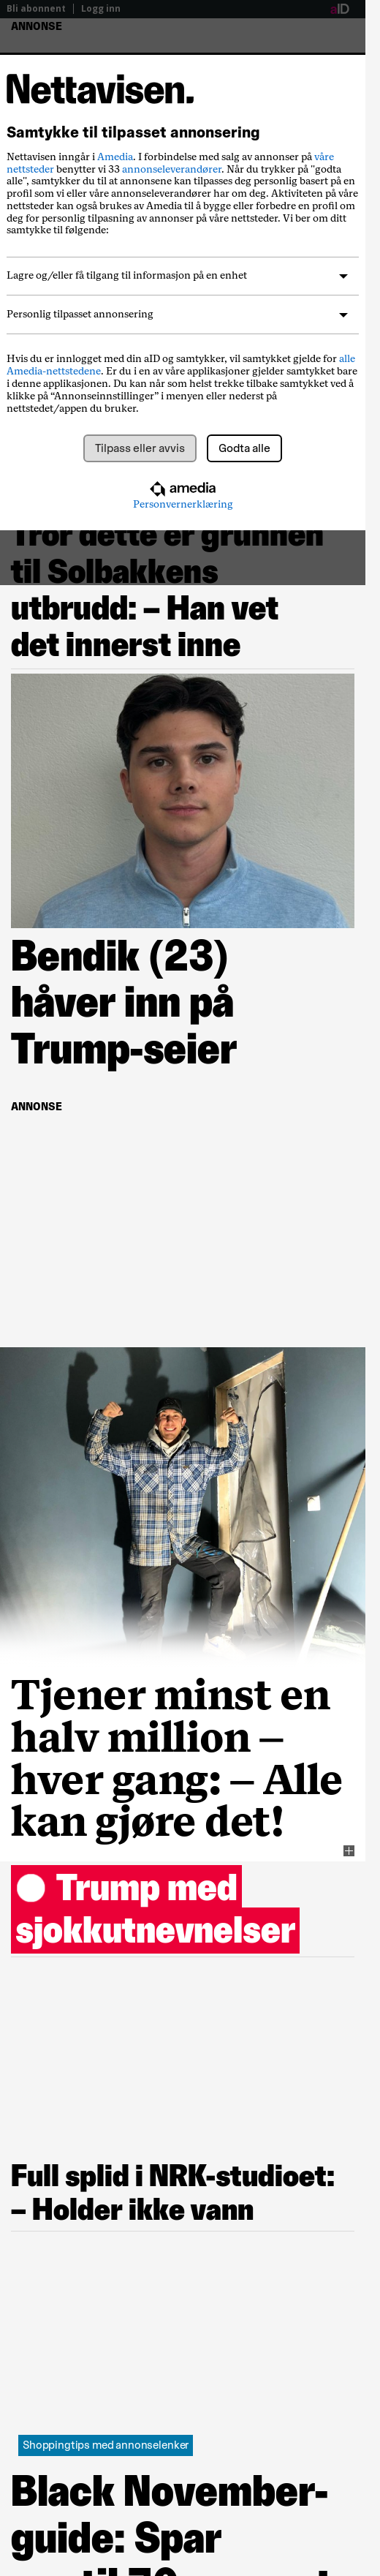 Bli abonnent | Logg inn
aID
ANNONSE
Nettavisen.
Samtykke til tilpasset annonsering
Nettavisen inngår i Amedia. I forbindelse med salg av annonser på våre
nettsteder benytter vi 33 annonseleverandører. Når du trykker på "godta
alle", samtykker du til at annonsene kan tilpasses deg personlig basert på en
profil som vi eller våre annonseleverandører har om deg. Aktiviteten på våre
nettsteder kan også brukes av Amedia til å bygge eller forbedre en profil om
deg for personlig tilpasning av annonser på våre nettsteder. Vi ber om ditt
samtykke til følgende:
Lagre og/eller få tilgang til informasjon på en enhet
Personlig tilpasset annonsering
Hvis du er innlogget med din aID og samtykker, vil samtykket gjelde for alle
Amedia-nettstedene. Er du i en av våre applikasjoner gjelder samtykket bare
i denne applikasjonen. Du kan når som helst trekke tilbake samtykket ved å
klikke på “Annonseinnstillinger” i menyen eller nederst på
nettstedet/appen du bruker.
Tilpass eller avvis
Godta alle
amedia
Personvernerklæring
Tror dette er grunnen
til Solbakkens
utbrudd: – Han vet
det innerst inne
Bendik (23)
håver inn på
Trump-seier
ANNONSE
Tjener minst en
halv million –
hver gang: – Alle
kan gjøre det!
Trump med
sjokkutnevnelser
Full splid i NRK-studioet:
– Holder ikke vann
Shoppingtips med annonselenker
Black November-
guide: Spar